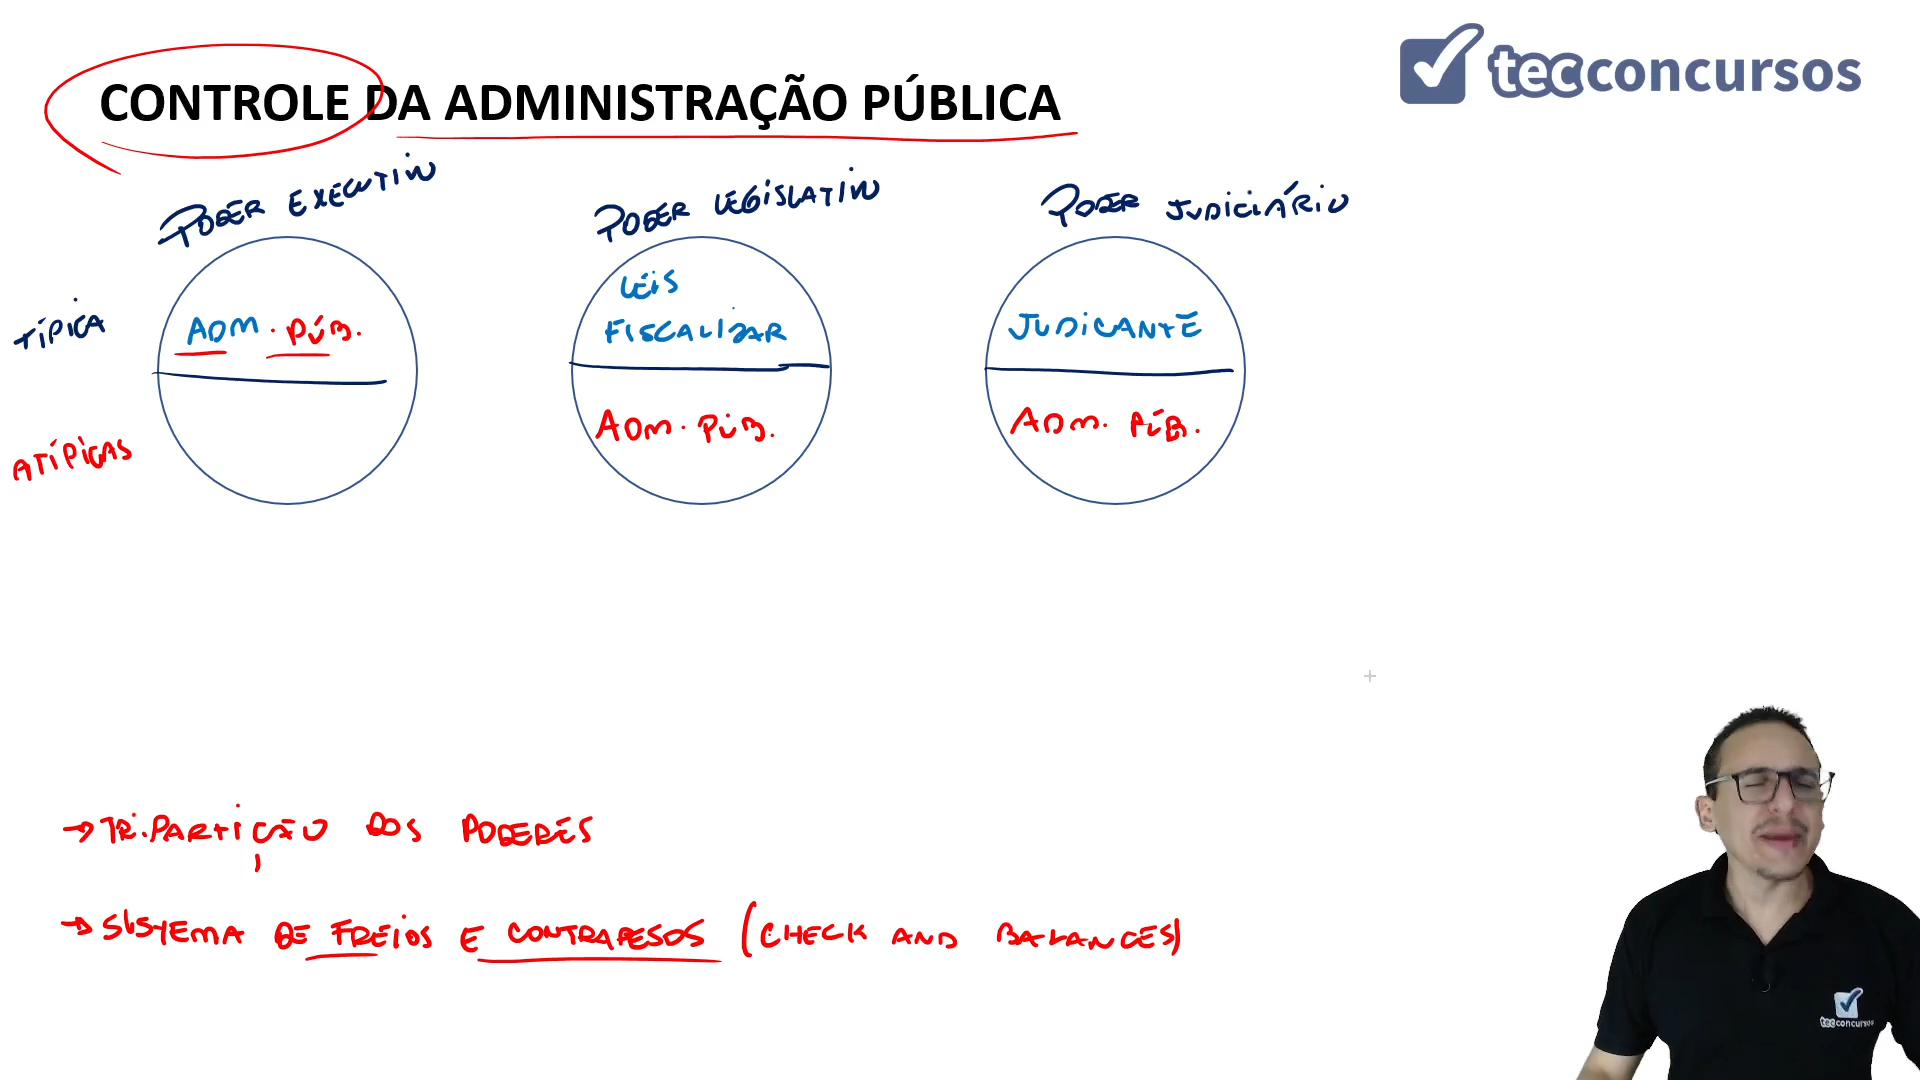 CONTROLE DA ADMINISTRAÇÃO PÚBLICA
tecconcursos
PODER EXECUTIVO
PODER LEGISLATIVO
PODER JUDICIÁRIO
TÍPICA
ADM. PÚB.
LEIS
FISCALIZAR
JUDICANTE
ATÍPICAS
ADM. PÚB.
ADM. PÚB.
→ TRIPARTIÇÃO DOS PODERES
→ SISTEMA DE FREIOS E CONTRAPESOS (CHECK AND BALANCES)
tecconcursos